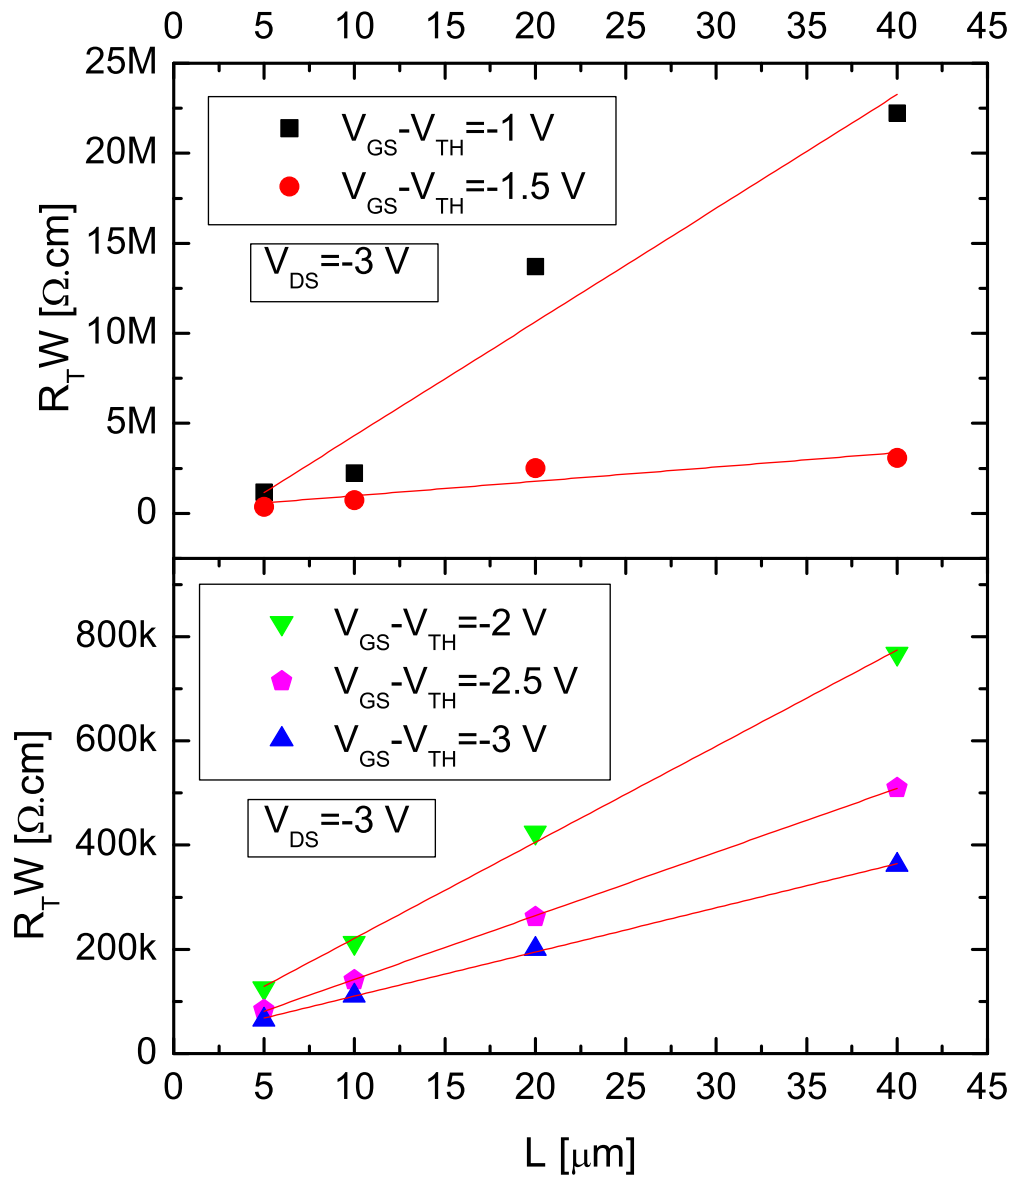 0 5 10 15 20 25 30 35 40 45
25M
20M
15M
10M
5M
0
R_TW [Ω.cm]
V_GS-V_TH=-1 V
V_GS-V_TH=-1.5 V
V_DS=-3 V
800k
600k
400k
200k
0
R_TW [Ω.cm]
V_GS-V_TH=-2 V
V_GS-V_TH=-2.5 V
V_GS-V_TH=-3 V
V_DS=-3 V
0 5 10 15 20 25 30 35 40 45
L [μm]